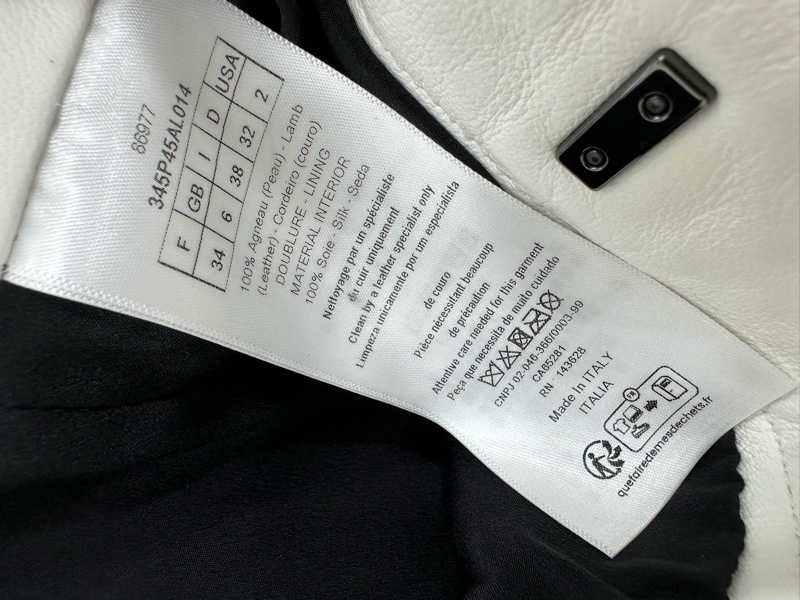 86977
345P45AL014
F GB I D USA
34 6 38 32 2
100% Agneau (Peau) - Lamb
(Leather) - Cordeiro (couro)
DOUBLURE - LINING
MATERIAL INTERIOR
100% Soie - Silk - Seda
Nettoyage par un spécialiste
du cuir uniquement
Clean by a leather specialist only
Limpeza unicamente por um especialista
de couro
Pièce nécessitant beaucoup
de précaution
Attentive care needed for this garment
Peça que necessita de muito cuidado
CNPJ 02-046-366/0003-99
CA65281
RN : 143628
Made In ITALY
ITALIA
FR
quefairedemesdechets.fr